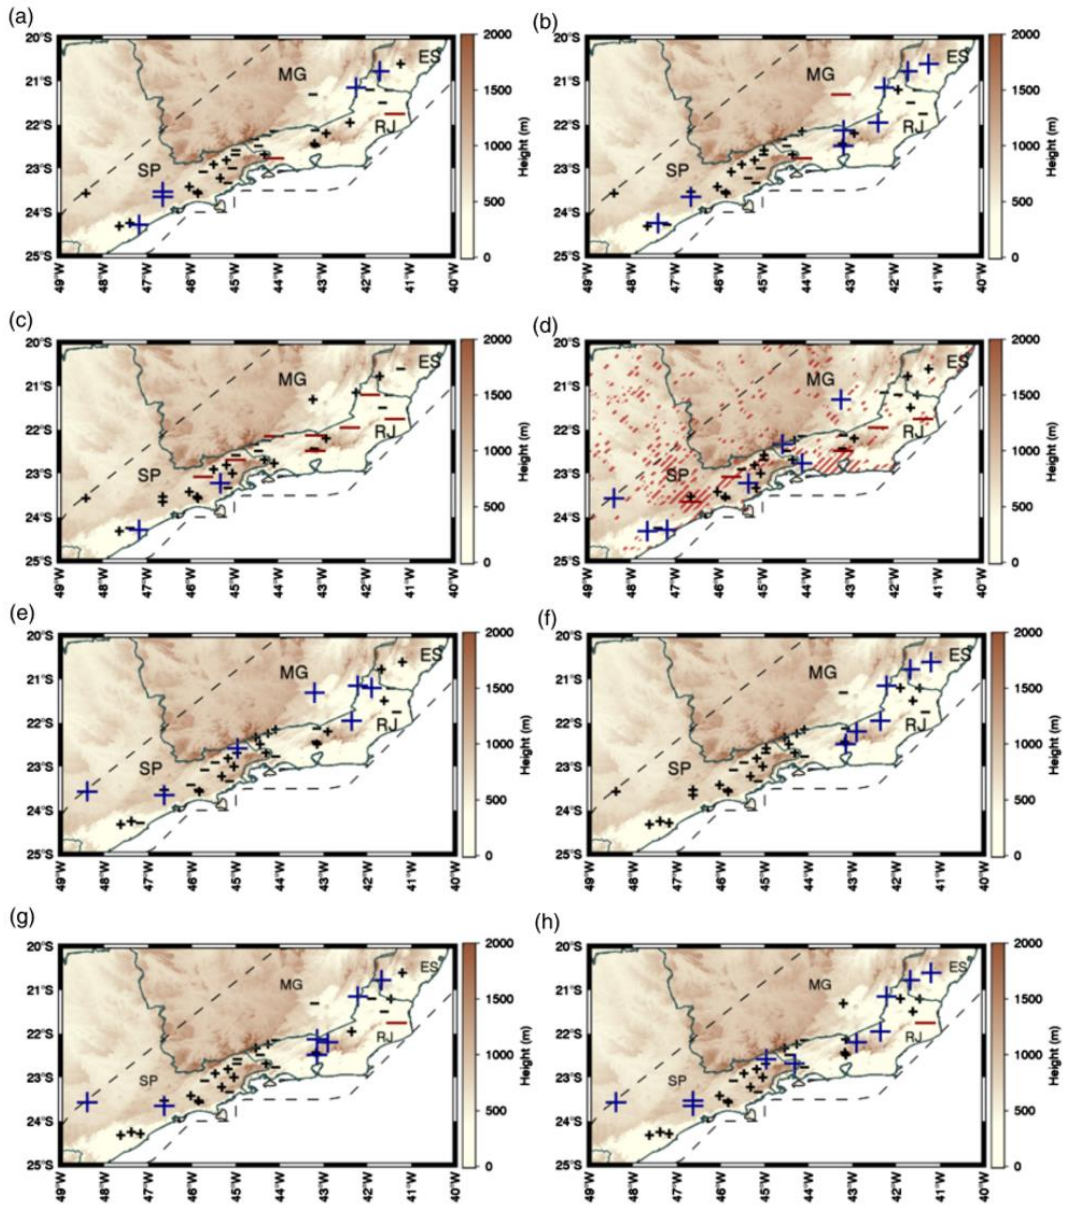 (a)
20°S
21°S
22°S
23°S
24°S
25°S
49°W
48°W
47°W
46°W
45°W
44°W
43°W
42°W
41°W
40°W
MG
ES
RJ
SP
2000
1500
1000
500
0
Height (m)
(b)
20°S
21°S
22°S
23°S
24°S
25°S
49°W
48°W
47°W
46°W
45°W
44°W
43°W
42°W
41°W
40°W
MG
ES
RJ
SP
2000
1500
1000
500
0
Height (m)
(c)
20°S
21°S
22°S
23°S
24°S
25°S
49°W
48°W
47°W
46°W
45°W
44°W
43°W
42°W
41°W
40°W
MG
ES
RJ
SP
2000
1500
1000
500
0
Height (m)
(d)
20°S
21°S
22°S
23°S
24°S
25°S
49°W
48°W
47°W
46°W
45°W
44°W
43°W
42°W
41°W
40°W
MG
ES
RJ
SP
2000
1500
1000
500
0
Height (m)
(e)
20°S
21°S
22°S
23°S
24°S
25°S
49°W
48°W
47°W
46°W
45°W
44°W
43°W
42°W
41°W
40°W
MG
ES
RJ
SP
2000
1500
1000
500
0
Height (m)
(f)
20°S
21°S
22°S
23°S
24°S
25°S
49°W
48°W
47°W
46°W
45°W
44°W
43°W
42°W
41°W
40°W
MG
ES
RJ
SP
2000
1500
1000
500
0
Height (m)
(g)
20°S
21°S
22°S
23°S
24°S
25°S
49°W
48°W
47°W
46°W
45°W
44°W
43°W
42°W
41°W
40°W
MG
ES
RJ
SP
2000
1500
1000
500
0
Height (m)
(h)
20°S
21°S
22°S
23°S
24°S
25°S
49°W
48°W
47°W
46°W
45°W
44°W
43°W
42°W
41°W
40°W
MG
ES
RJ
SP
2000
1500
1000
500
0
Height (m)